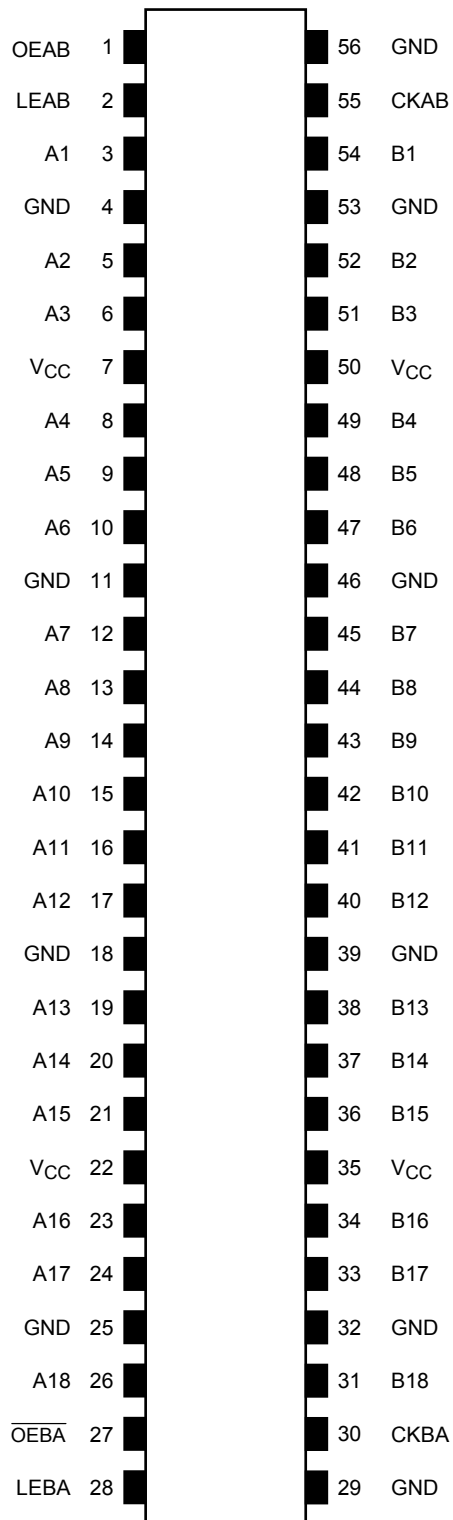 OEAB 1 56 GND
LEAB 2 55 CKAB
A1 3 54 B1
GND 4 53 GND
A2 5 52 B2
A3 6 51 B3
VCC 7 50 VCC
A4 8 49 B4
A5 9 48 B5
A6 10 47 B6
GND 11 46 GND
A7 12 45 B7
A8 13 44 B8
A9 14 43 B9
A10 15 42 B10
A11 16 41 B11
A12 17 40 B12
GND 18 39 GND
A13 19 38 B13
A14 20 37 B14
A15 21 36 B15
VCC 22 35 VCC
A16 23 34 B16
A17 24 33 B17
GND 25 32 GND
A18 26 31 B18
O̅E̅B̅A̅ 27 30 CKBA
LEBA 28 29 GND